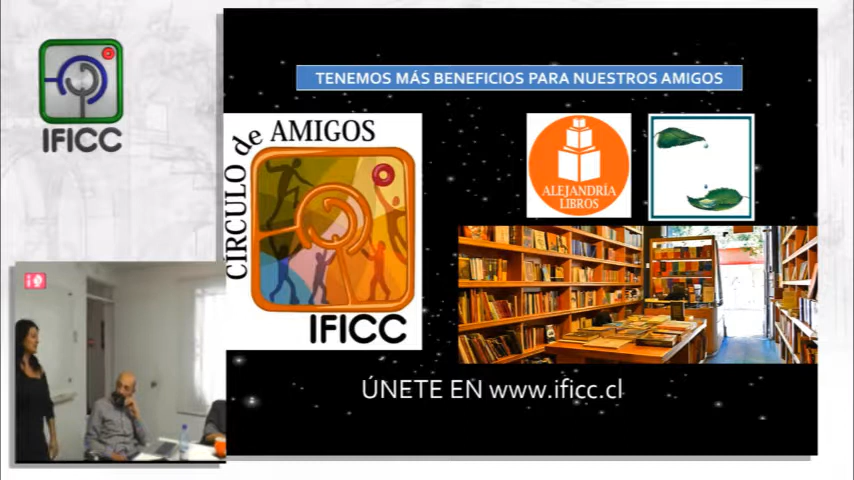 IFICC
TENEMOS MÁS BENEFICIOS PARA NUESTROS AMIGOS
CIRCULO de AMIGOS
IFICC
ALEJANDRÍA
LIBROS
ÚNETE EN www.ificc.cl